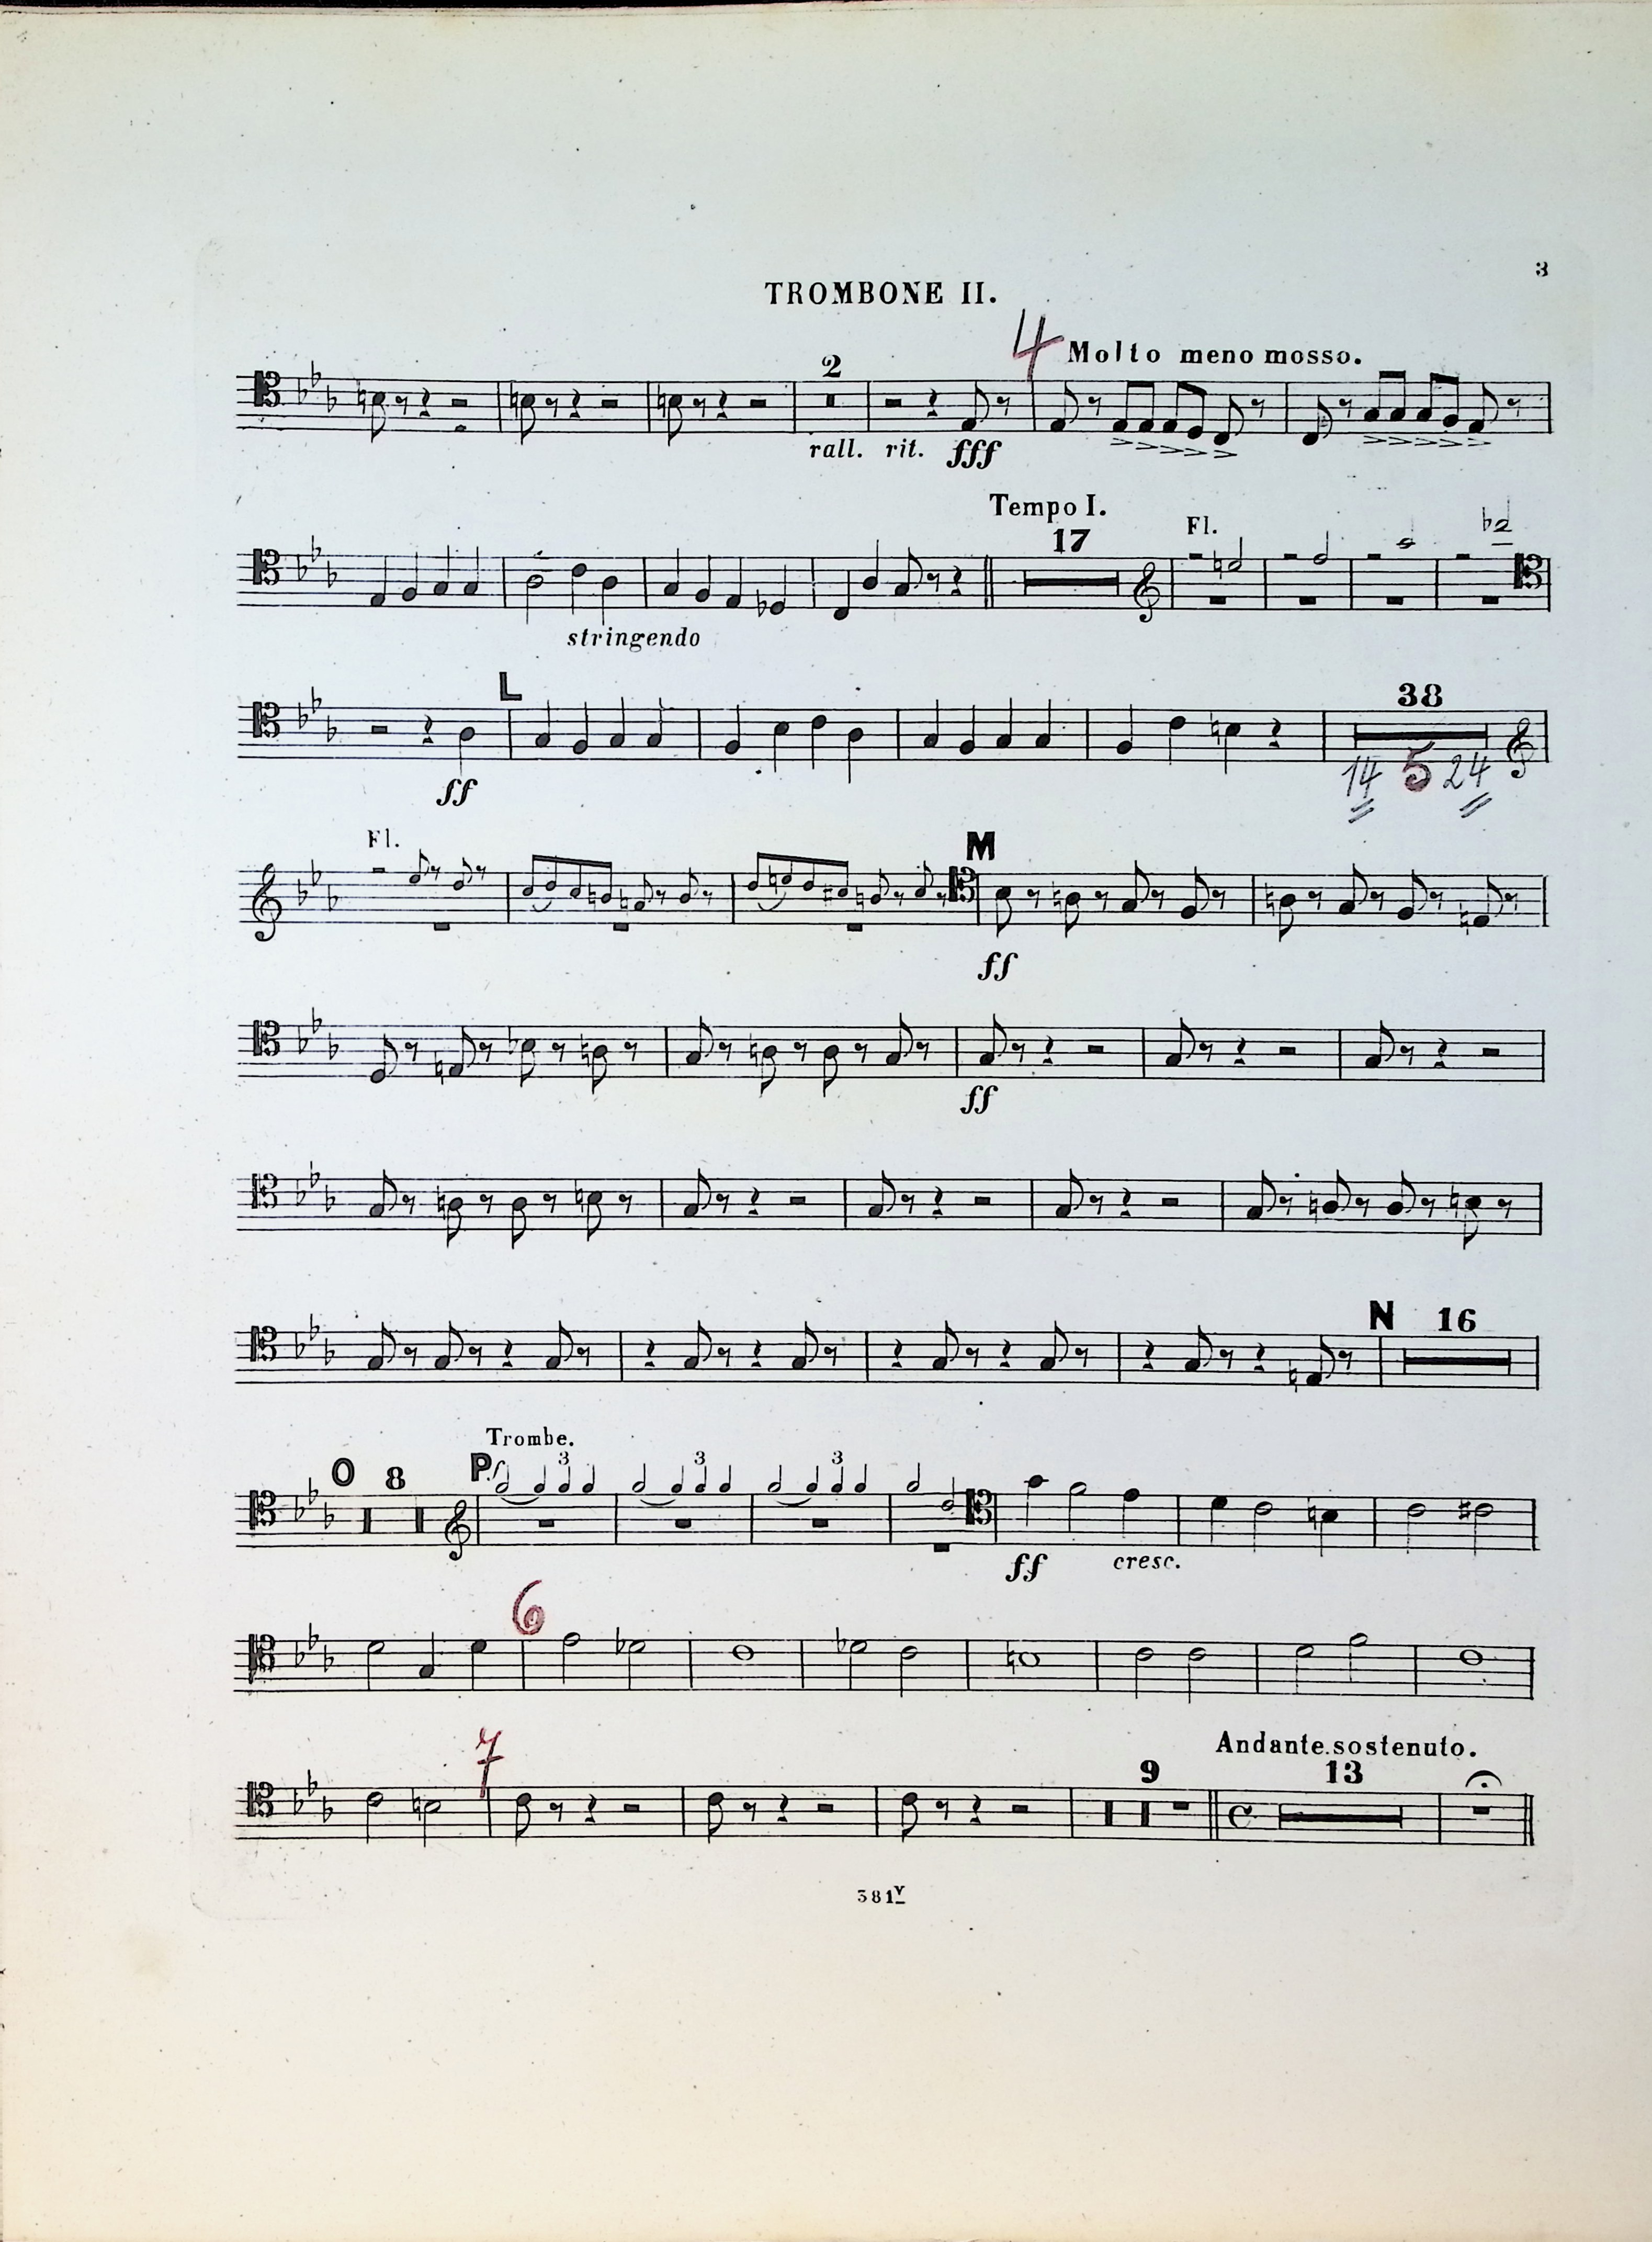 3
TROMBONE II.
4 Molto meno mosso.
2
rall. rit. fff
Tempo I.
17 Fl.
stringendo
L
38
14 5 24
ff
Fl.
M
ff
ff
N 16
Trombe.
O 8 P 3 3 3
ff cresc.
6
7
Andante sostenuto.
9 13
381